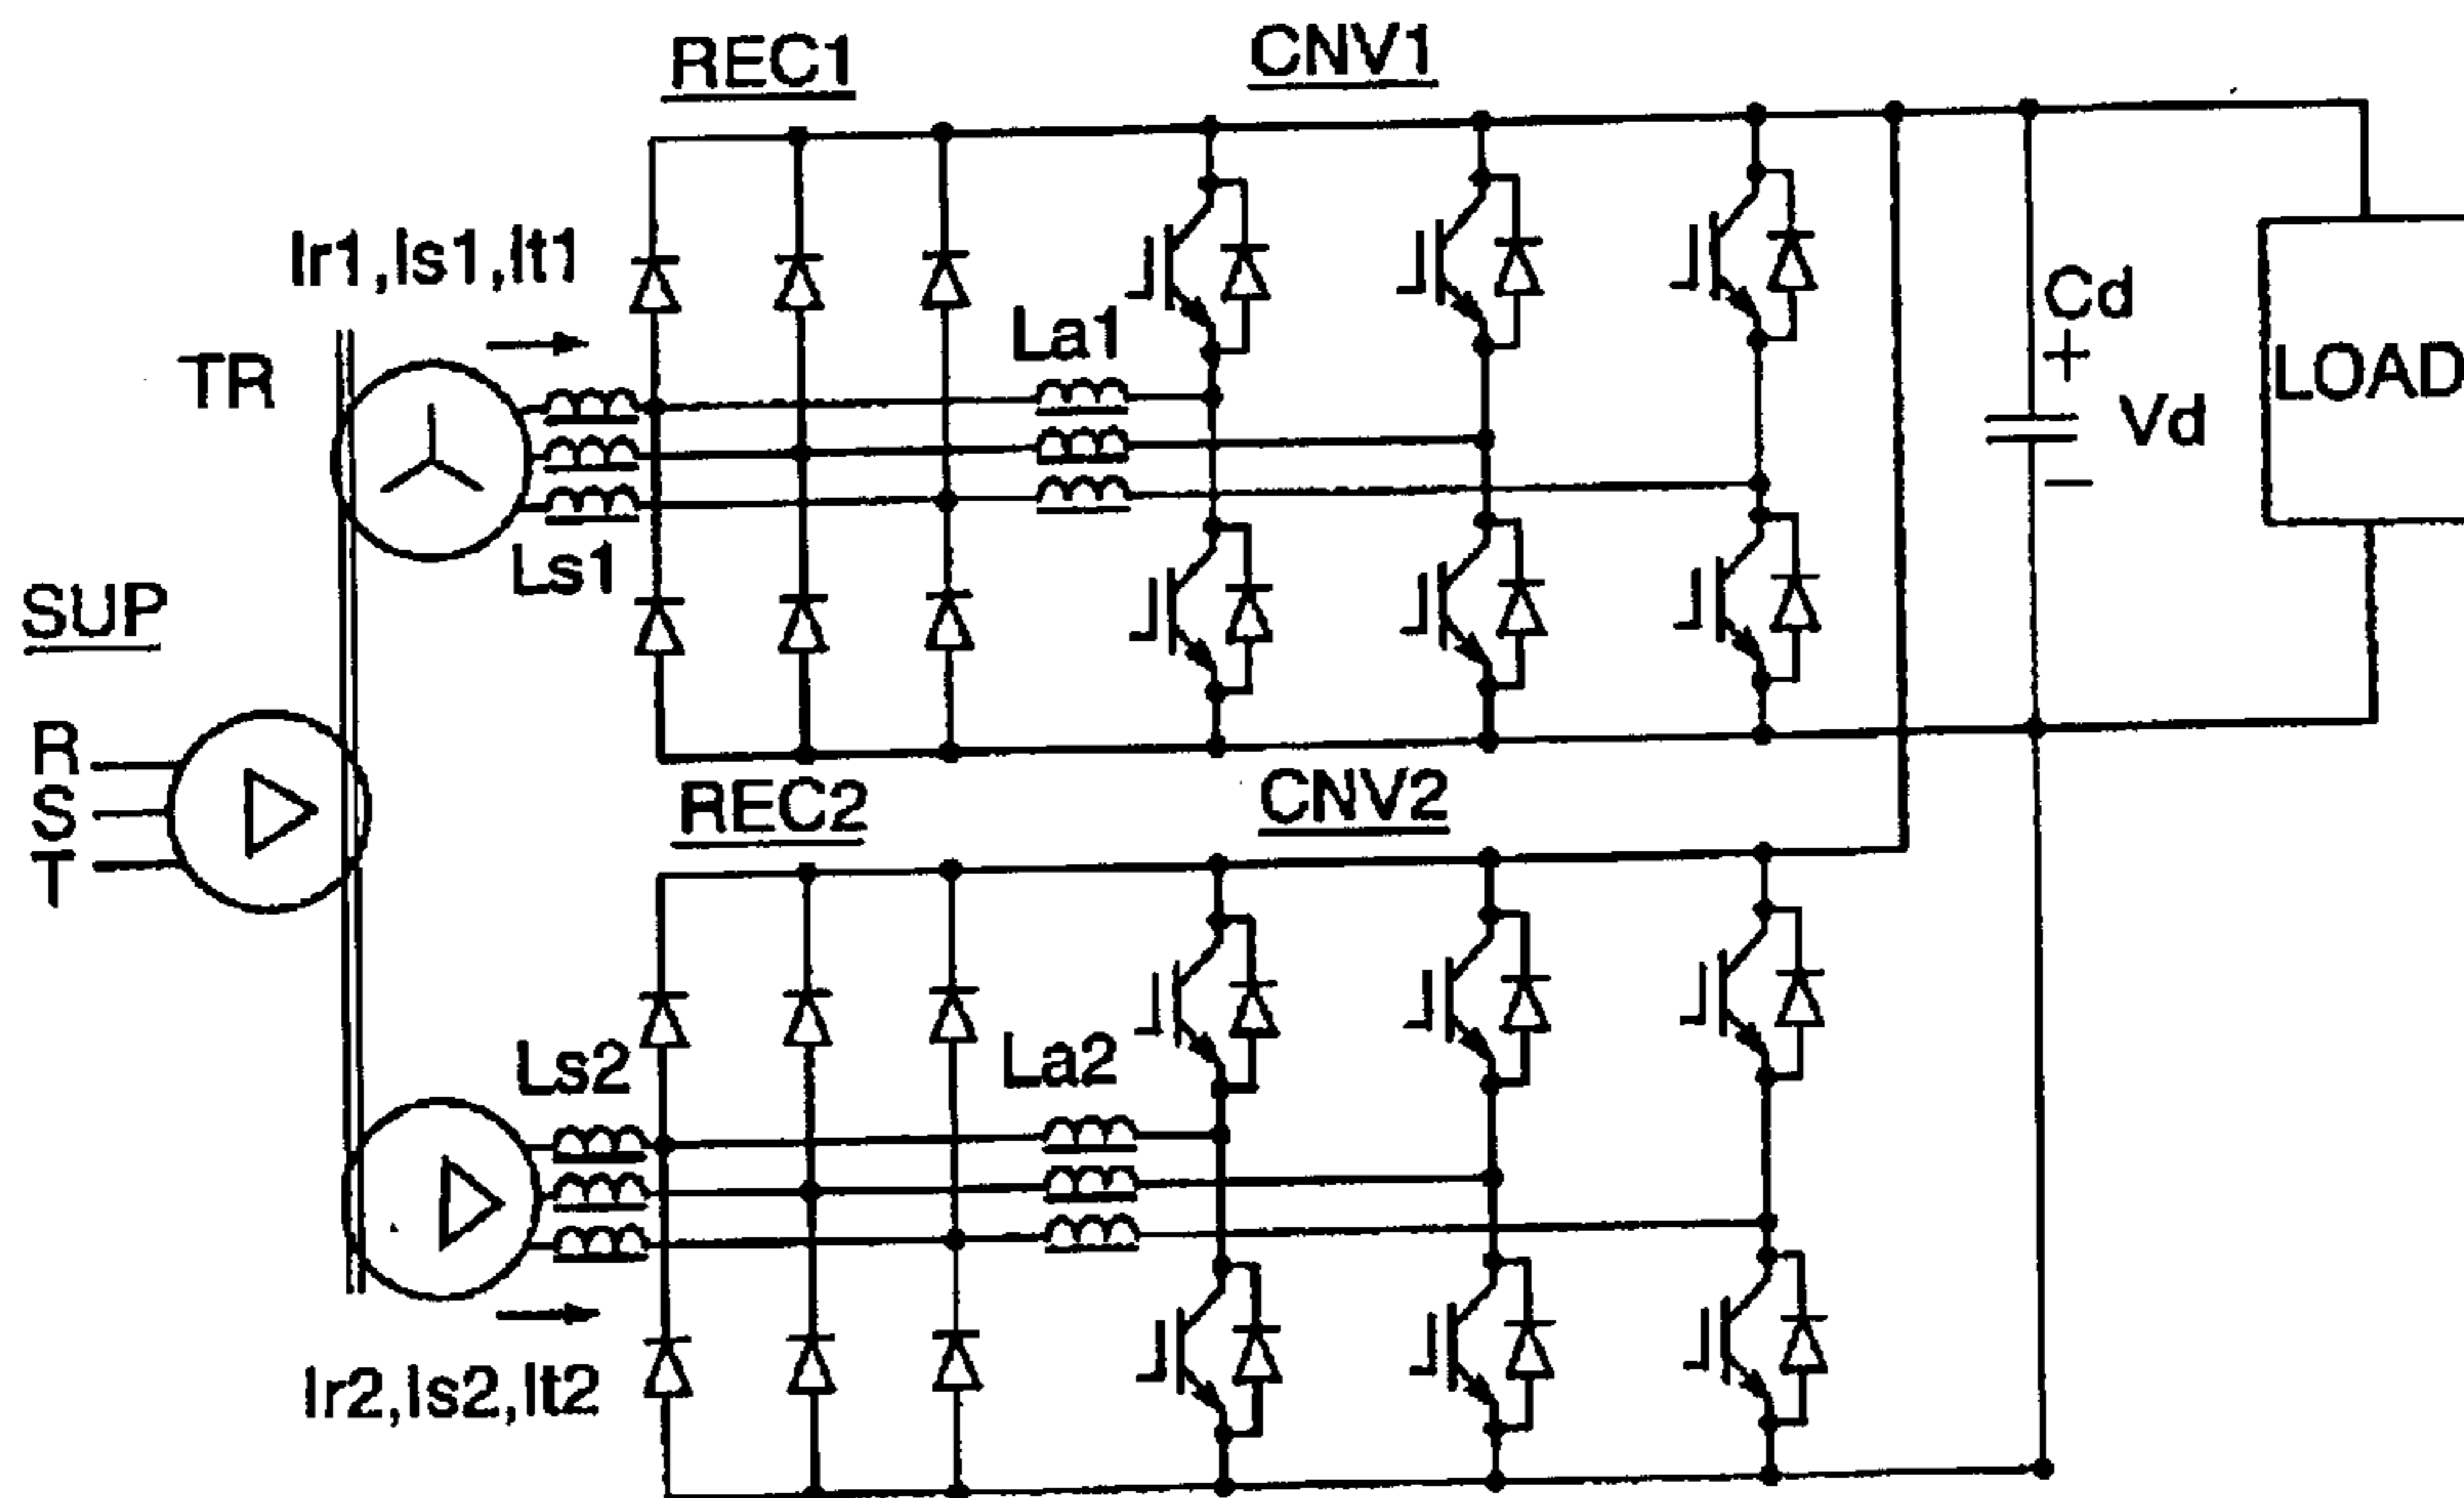 REC1
CNV1
Ir1,Is1,It1
TR
La1
Cd
+
Vd
−
LOAD
Ls1
SUP
R
S
T
REC2
CNV2
Ls2
La2
Ir2,Is2,It2